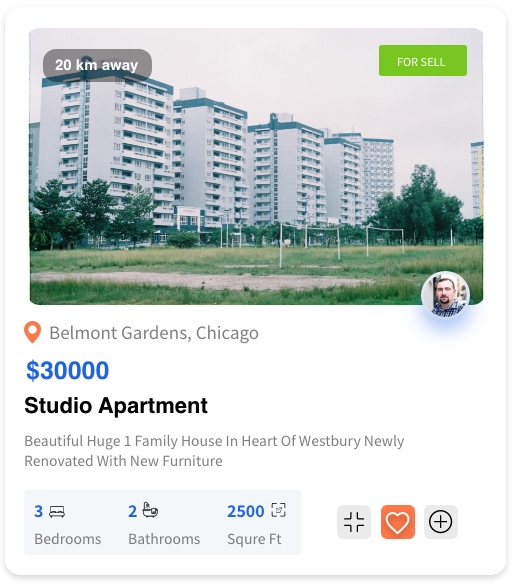 20 km away
FOR SELL
Belmont Gardens, Chicago
$30000
Studio Apartment
Beautiful Huge 1 Family House In Heart Of Westbury Newly
Renovated With New Furniture
3 2 2500
Bedrooms Bathrooms Squre Ft